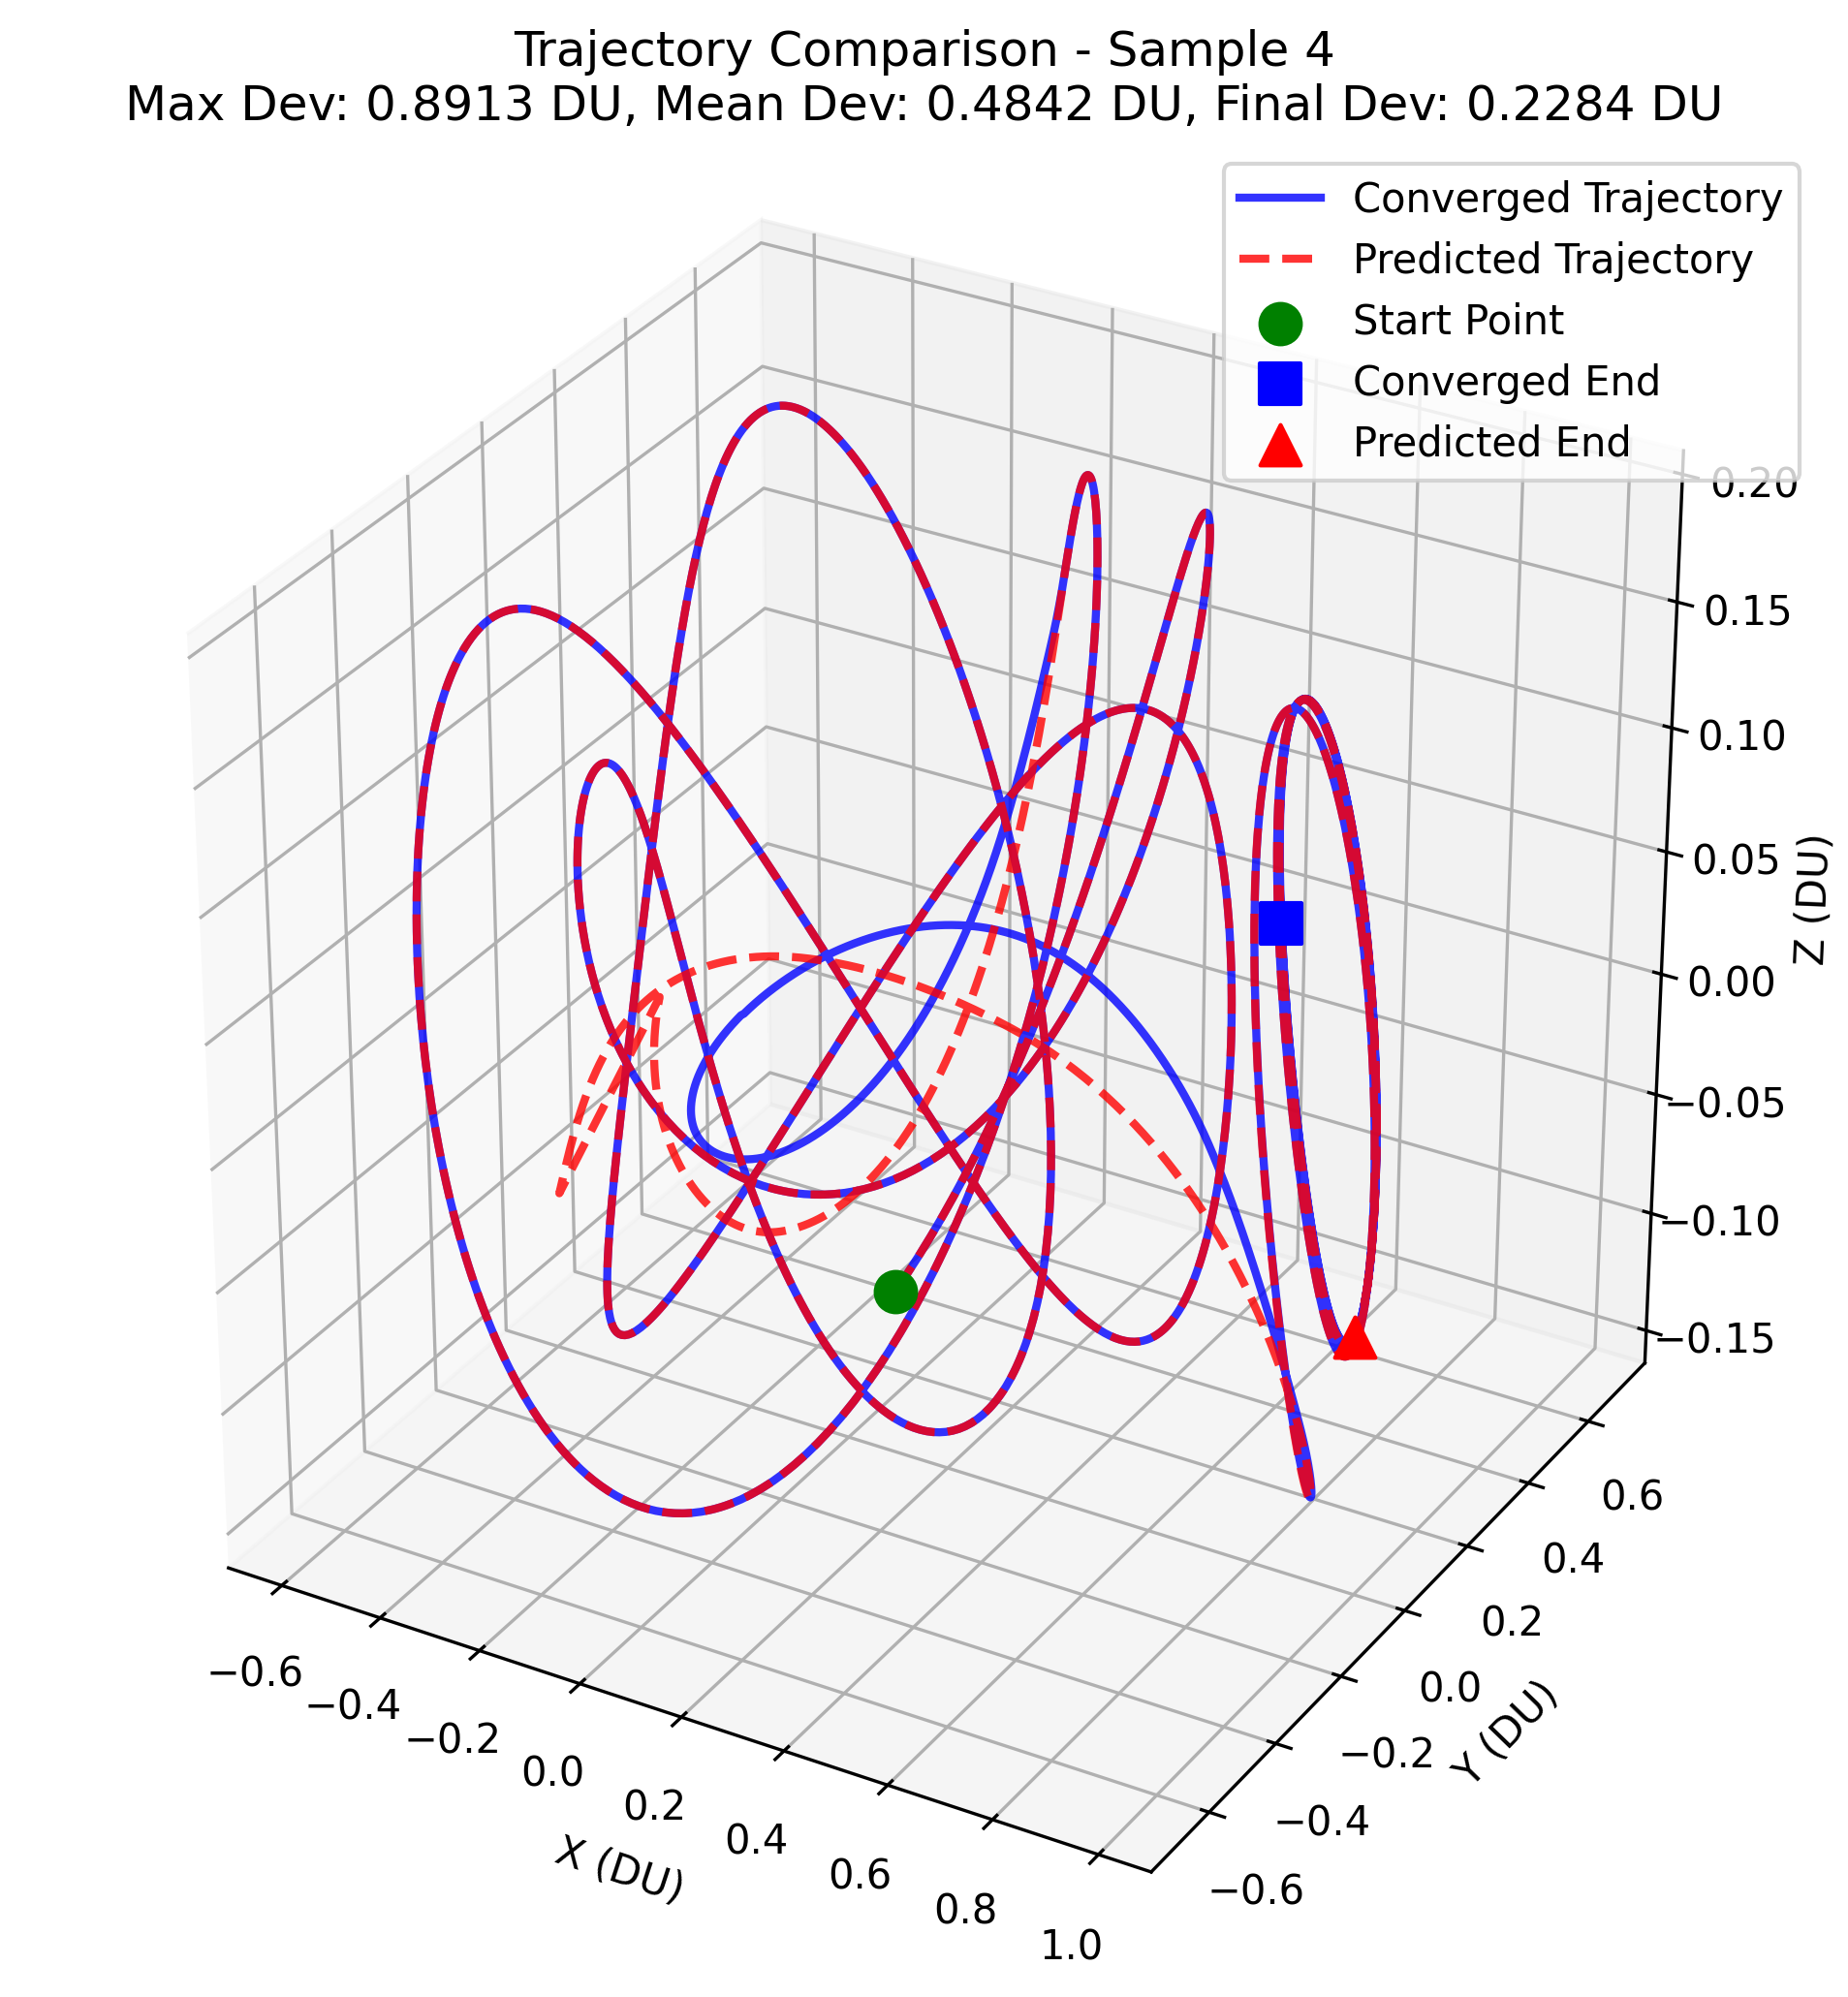 Trajectory Comparison - Sample 4
Max Dev: 0.8913 DU, Mean Dev: 0.4842 DU, Final Dev: 0.2284 DU
Converged Trajectory
Predicted Trajectory
Start Point
Converged End
Predicted End
0.20
0.15
0.10
0.05
0.00
−0.05
−0.10
−0.15
Z (DU)
0.6
0.4
0.2
0.0
−0.2
−0.4
−0.6
Y (DU)
−0.6
−0.4
−0.2
0.0
0.2
0.4
0.6
0.8
1.0
X (DU)